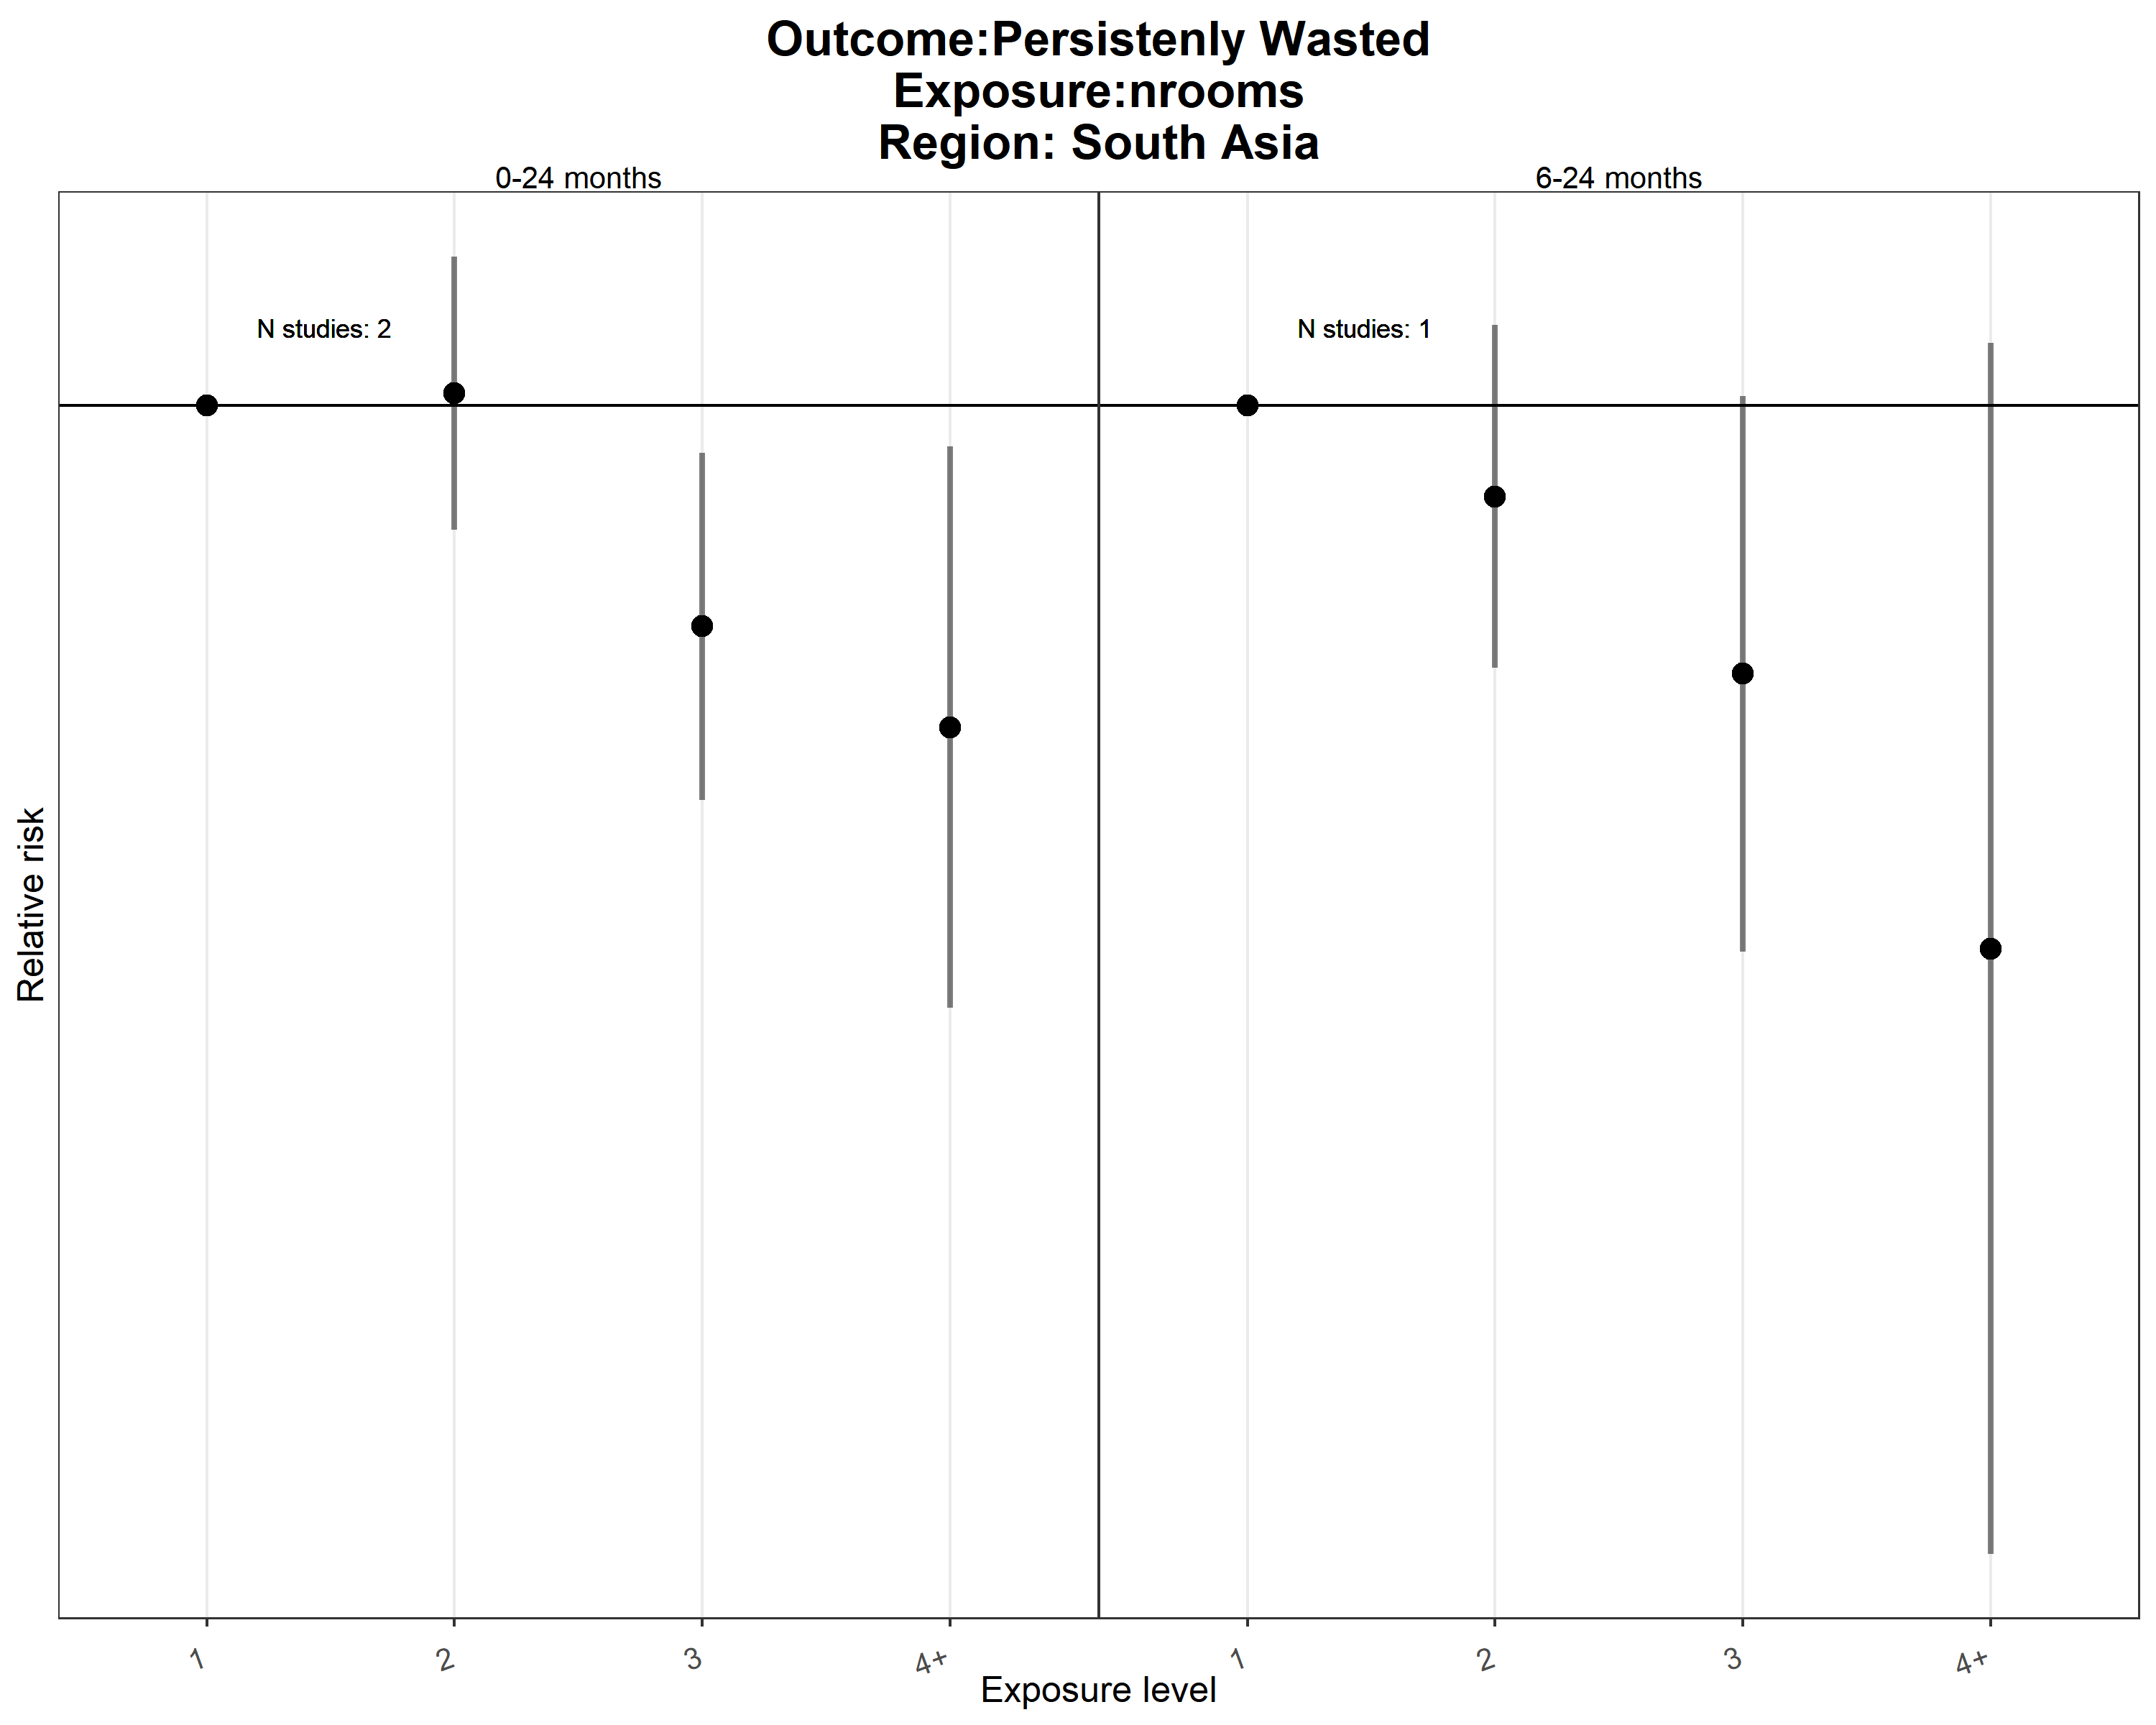 Outcome:Persistenly Wasted
Exposure:nrooms
Region: South Asia
0-24 months
6-24 months
N studies: 2
N studies: 1
Relative risk
1
2
3
4+
1
2
3
4+
Exposure level